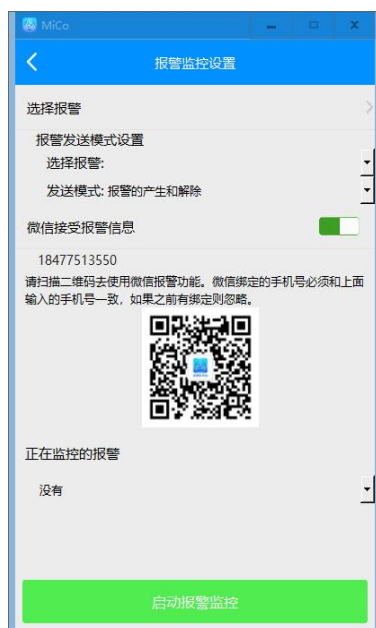 MiCo
报警监控设置
选择报警
报警发送模式设置
选择报警:
发送模式: 报警的产生和解除
微信接受报警信息
18477513550
请扫描二维码去使用微信报警功能。微信绑定的手机号必须和上面
输入的手机号一致，如果之前有绑定则忽略。
正在监控的报警
没有
启动报警监控